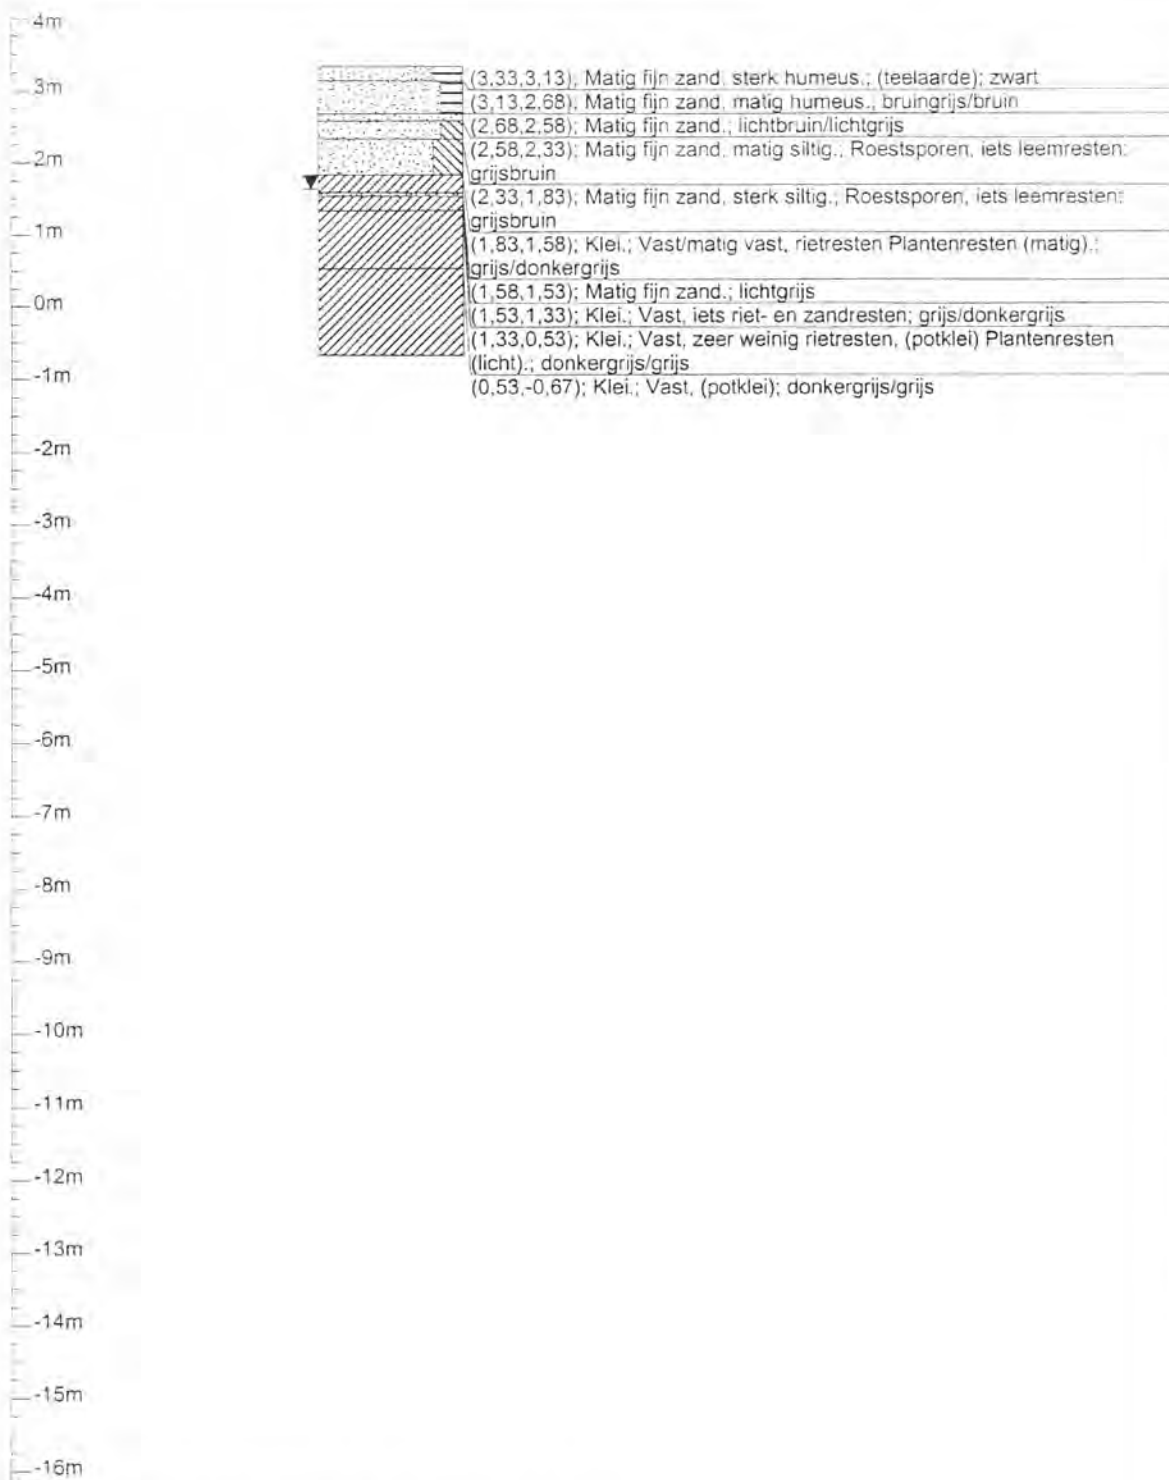 4m
3m
2m
1m
0m
-1m
-2m
-3m
-4m
-5m
-6m
-7m
-8m
-9m
-10m
-11m
-12m
-13m
-14m
-15m
-16m
(3,33,3,13); Matig fijn zand, sterk humeus.; (teelaarde); zwart
(3,13,2,68); Matig fijn zand, matig humeus.; bruingrijs/bruin
(2,68,2,58); Matig fijn zand.; lichtbruin/lichtgrijs
(2,58,2,33); Matig fijn zand, matig siltig.; Roestsporen, iets leemresten;
grijsbruin
(2,33,1,83); Matig fijn zand, sterk siltig.; Roestsporen, iets leemresten;
grijsbruin
(1,83,1,58); Klei.; Vast/matig vast, rietresten Plantenresten (matig).;
grijs/donkergrijs
(1,58,1,53); Matig fijn zand.; lichtgrijs
(1,53,1,33); Klei.; Vast, iets riet- en zandresten; grijs/donkergrijs
(1,33,0,53); Klei.; Vast, zeer weinig rietresten, (potklei) Plantenresten
(licht).; donkergrijs/grijs
(0,53,-0,67); Klei.; Vast, (potklei); donkergrijs/grijs